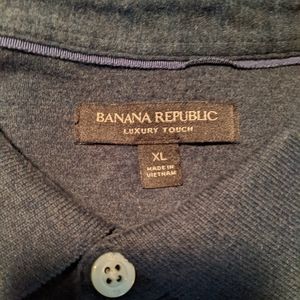 BANANA REPUBLIC
LUXURY TOUCH
XL
MADE IN
VIETNAM